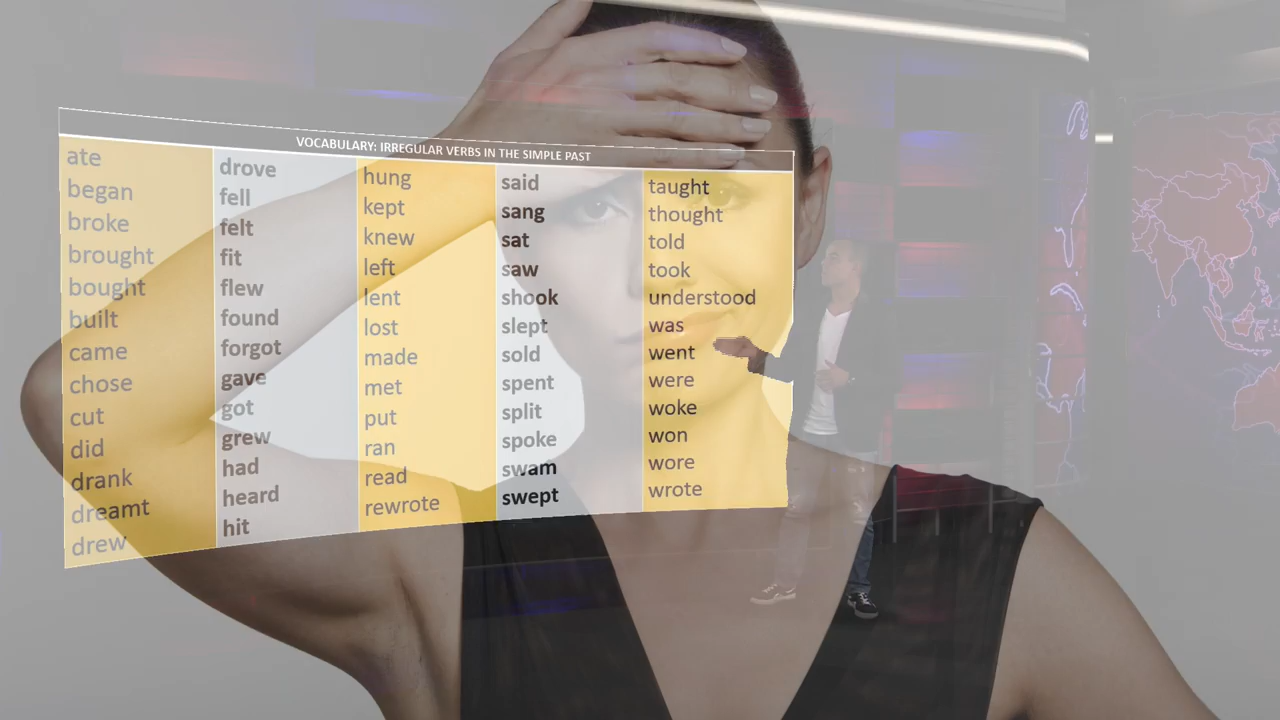 VOCABULARY: IRREGULAR VERBS IN THE SIMPLE PAST
ate
began
broke
brought
bought
built
came
chose
cut
did
drank
dreamt
drew
drove
fell
felt
fit
flew
found
forgot
gave
got
grew
had
heard
hit
hung
kept
knew
left
lent
lost
made
met
put
ran
read
rewrote
said
sang
sat
saw
shook
slept
sold
spent
split
spoke
swam
swept
taught
thought
told
took
understood
was
went
were
woke
won
wore
wrote